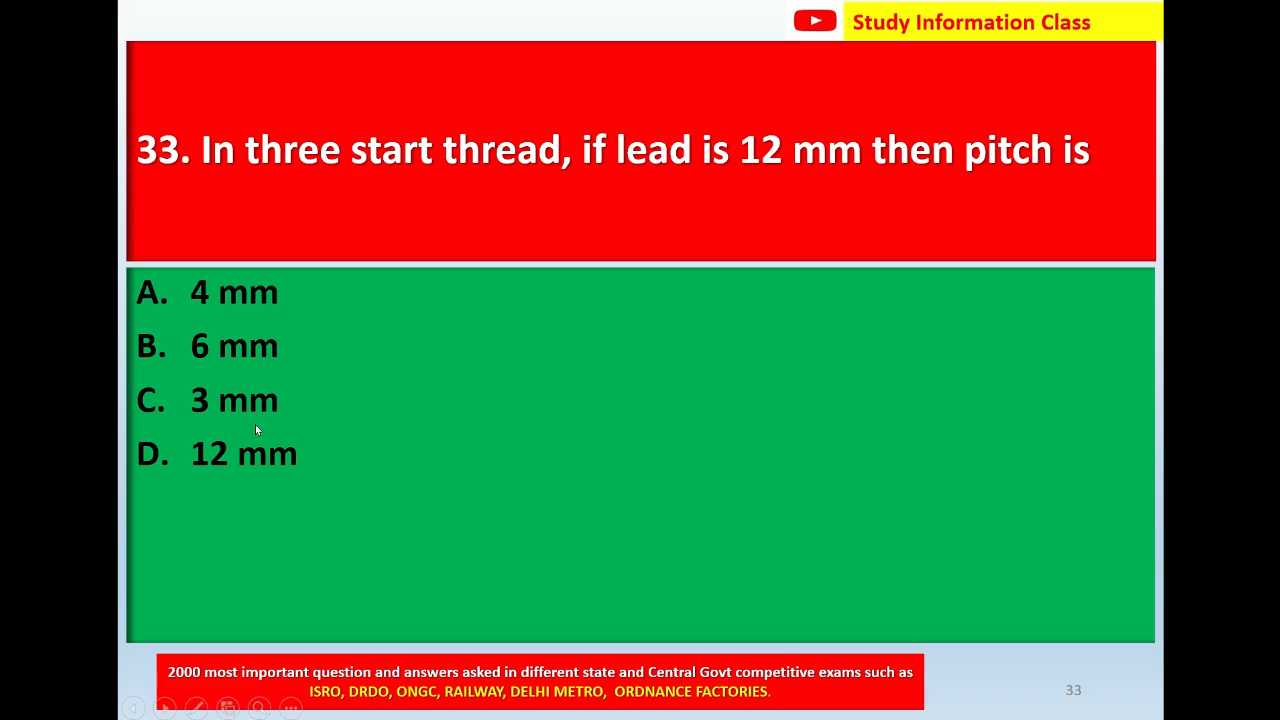 Study Information Class
33. In three start thread, if lead is 12 mm then pitch is
A. 4 mm
B. 6 mm
C. 3 mm
D. 12 mm
2000 most important question and answers asked in different state and Central Govt competitive exams such as
ISRO, DRDO, ONGC, RAILWAY, DELHI METRO, ORDNANCE FACTORIES.
33